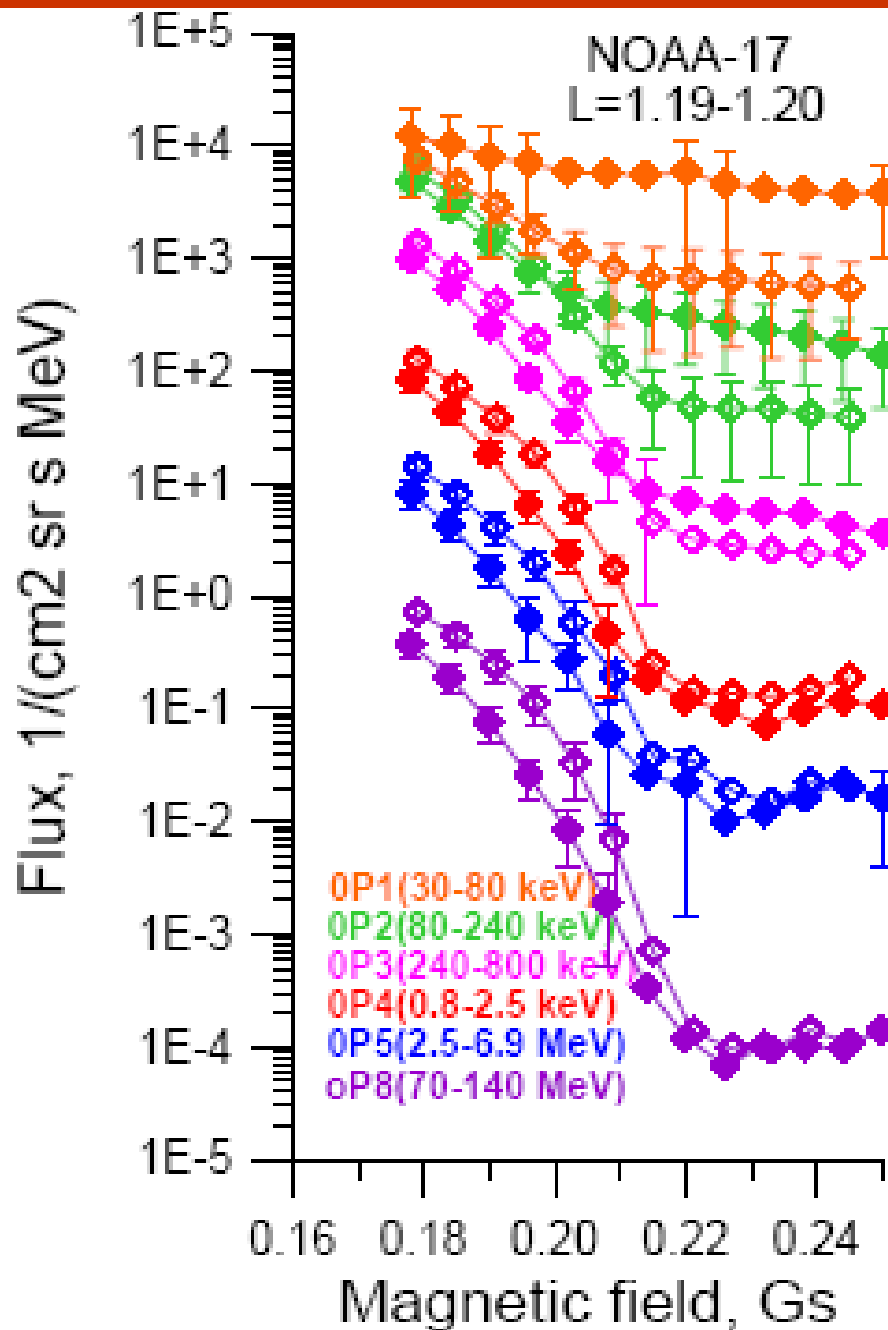 1E+5
NOAA-17
L=1.19-1.20
1E+4
1E+3
1E+2
1E+1
1E+0
1E-1
1E-2
1E-3
1E-4
1E-5
Flux, 1/(cm2 sr s MeV)
0P1(30-80 keV)
0P2(80-240 keV)
0P3(240-800 keV)
0P4(0.8-2.5 keV)
0P5(2.5-6.9 MeV)
oP8(70-140 MeV)
0.16 0.18 0.20 0.22 0.24
Magnetic field, Gs